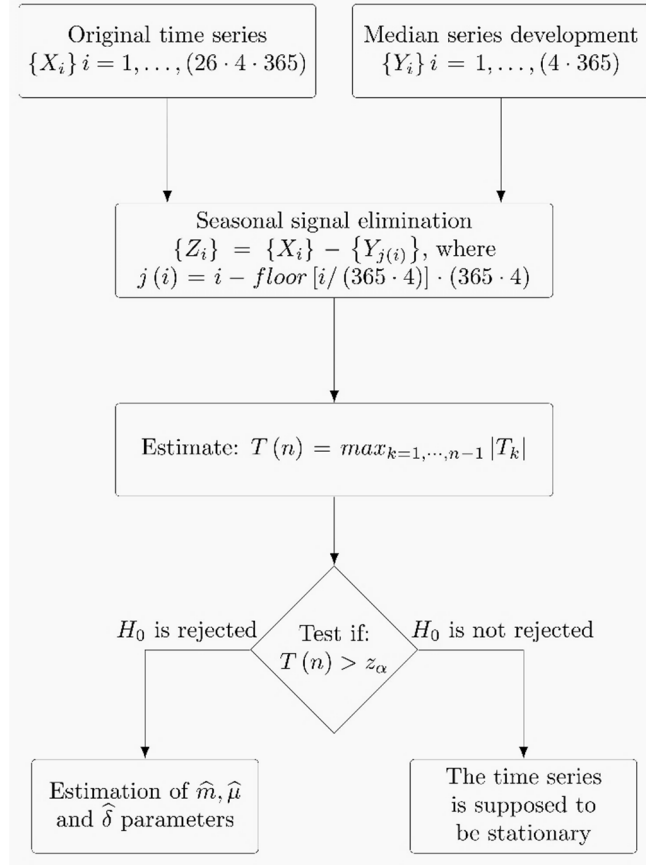 Original time series
{X_i} i = 1, . . . , (26 · 4 · 365)
Median series development
{Y_i} i = 1, . . . , (4 · 365)
Seasonal signal elimination
{Z_i} = {X_i} − {Y_{j(i)}}, where
j (i) = i − floor [i/ (365 · 4)] · (365 · 4)
Estimate: T (n) = max_{k=1,···,n−1} |T_k|
H_0 is rejected
Test if:
T (n) > z_α
H_0 is not rejected
Estimation of m̂, μ̂
and δ̂ parameters
The time series
is supposed to
be stationary